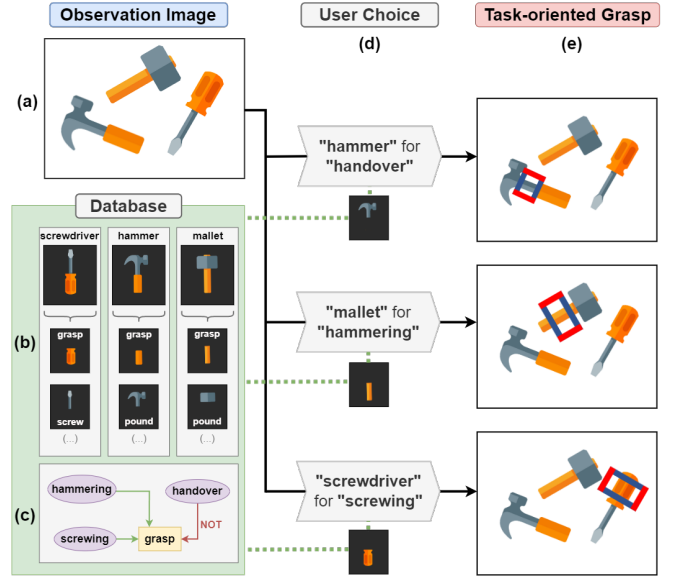 Observation Image
User Choice
Task-oriented Grasp
(d)
(e)
(a)
"hammer" for
"handover"
Database
screwdriver
hammer
mallet
(b)
grasp
grasp
grasp
screw
pound
pound
(...)
(...)
(...)
"mallet" for
"hammering"
(c)
hammering
handover
NOT
screwing
grasp
"screwdriver"
for "screwing"